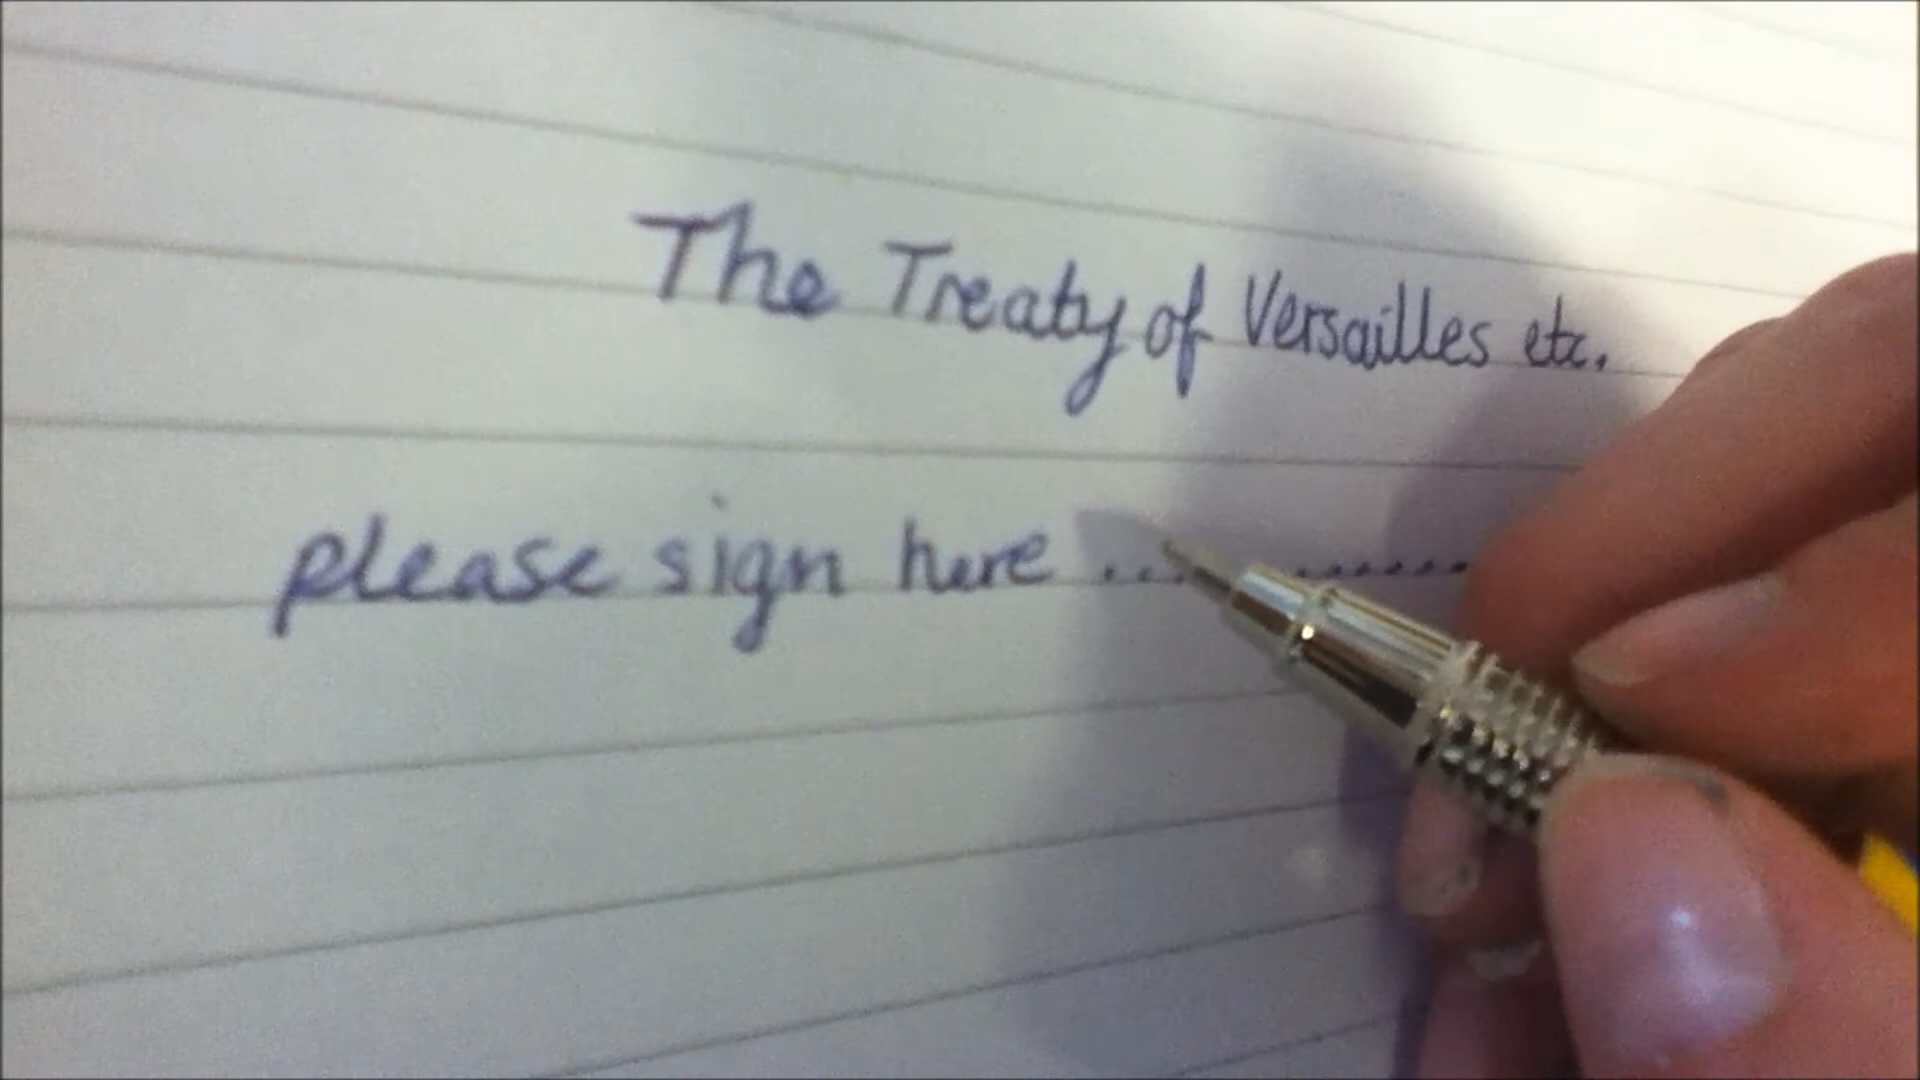 The Treaty of Versailles etc.
please sign here ..............